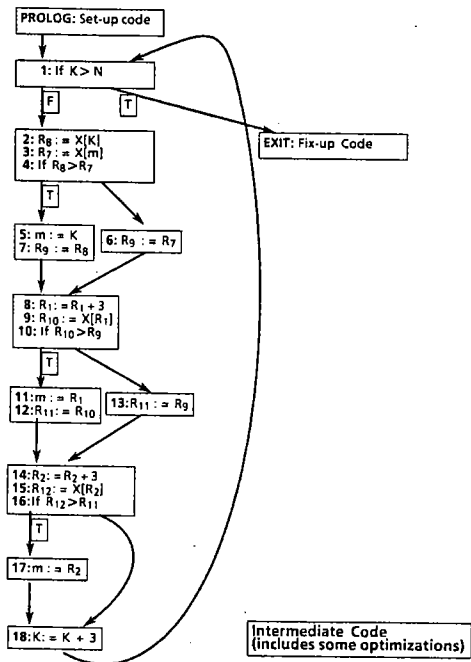 PROLOG: Set-up code
1: If K> N
F
T
EXIT: Fix-up Code
2: R8 : = X[K]
3: R7 : = X[m]
4: If R8>R7
T
5: m : = K
7: R9 : = R8
6: R9 : = R7
8: R1: =R1+3
9: R10: = X[R1]
10: If R10>R9
T
11:m : = R1
12:R11: = R10
13:R11: = R9
14:R2: =R2+3
15:R12: =X[R2]
16:If R12>R11
T
17:m : = R2
18:K: = K + 3
Intermediate Code
(includes some optimizations)